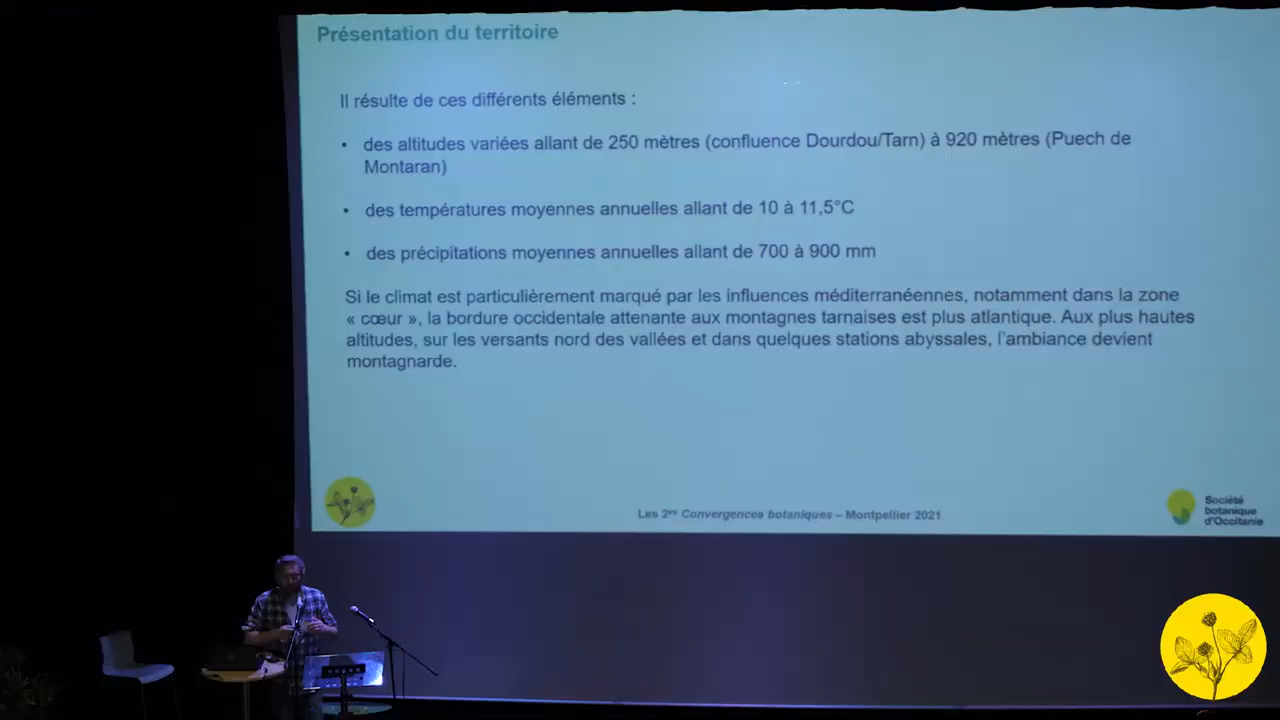 Présentation du territoire
Il résulte de ces différents éléments :
• des altitudes variées allant de 250 mètres (confluence Dourdou/Tarn) à 920 mètres (Puech de
Montaran)
• des températures moyennes annuelles allant de 10 à 11,5°C
• des précipitations moyennes annuelles allant de 700 à 900 mm
Si le climat est particulièrement marqué par les influences méditerranéennes, notamment dans la zone
« cœur », la bordure occidentale attenante aux montagnes tarnaises est plus atlantique. Aux plus hautes
altitudes, sur les versants nord des vallées et dans quelques stations abyssales, l'ambiance devient
montagnarde.
Les 2es Convergences botaniques – Montpellier 2021
Société
botanique
d'Occitanie